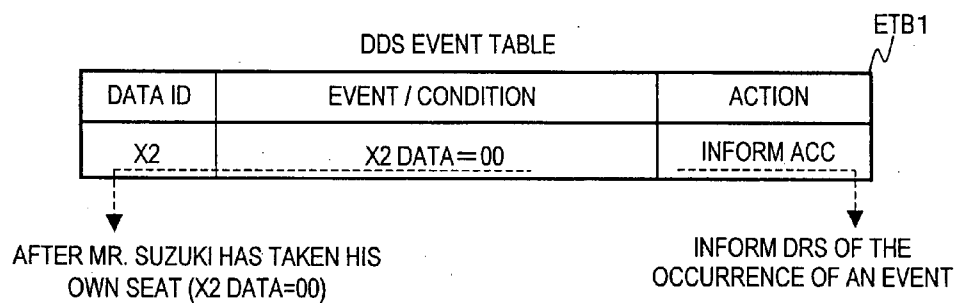 ETB1
DDS EVENT TABLE
DATA ID EVENT / CONDITION ACTION
X2 X2 DATA=00 INFORM ACC
AFTER MR. SUZUKI HAS TAKEN HIS
OWN SEAT (X2 DATA=00)
INFORM DRS OF THE
OCCURRENCE OF AN EVENT